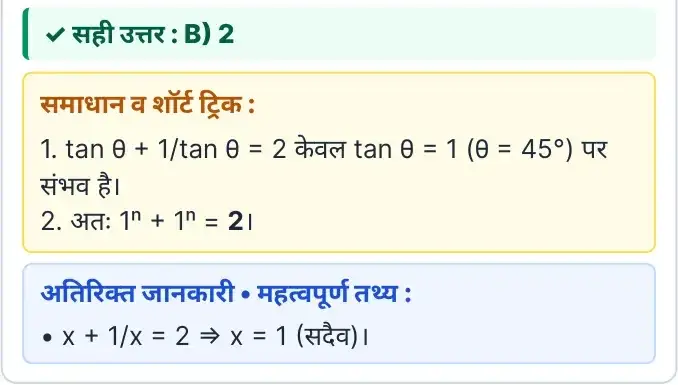 ✓ सही उत्तर : B) 2
समाधान व शॉर्ट ट्रिक :
1. tan θ + 1/tan θ = 2 केवल tan θ = 1 (θ = 45°) पर
संभव है।
2. अतः 1ⁿ + 1ⁿ = 2।
अतिरिक्त जानकारी • महत्वपूर्ण तथ्य :
• x + 1/x = 2 ⇒ x = 1 (सदैव)।